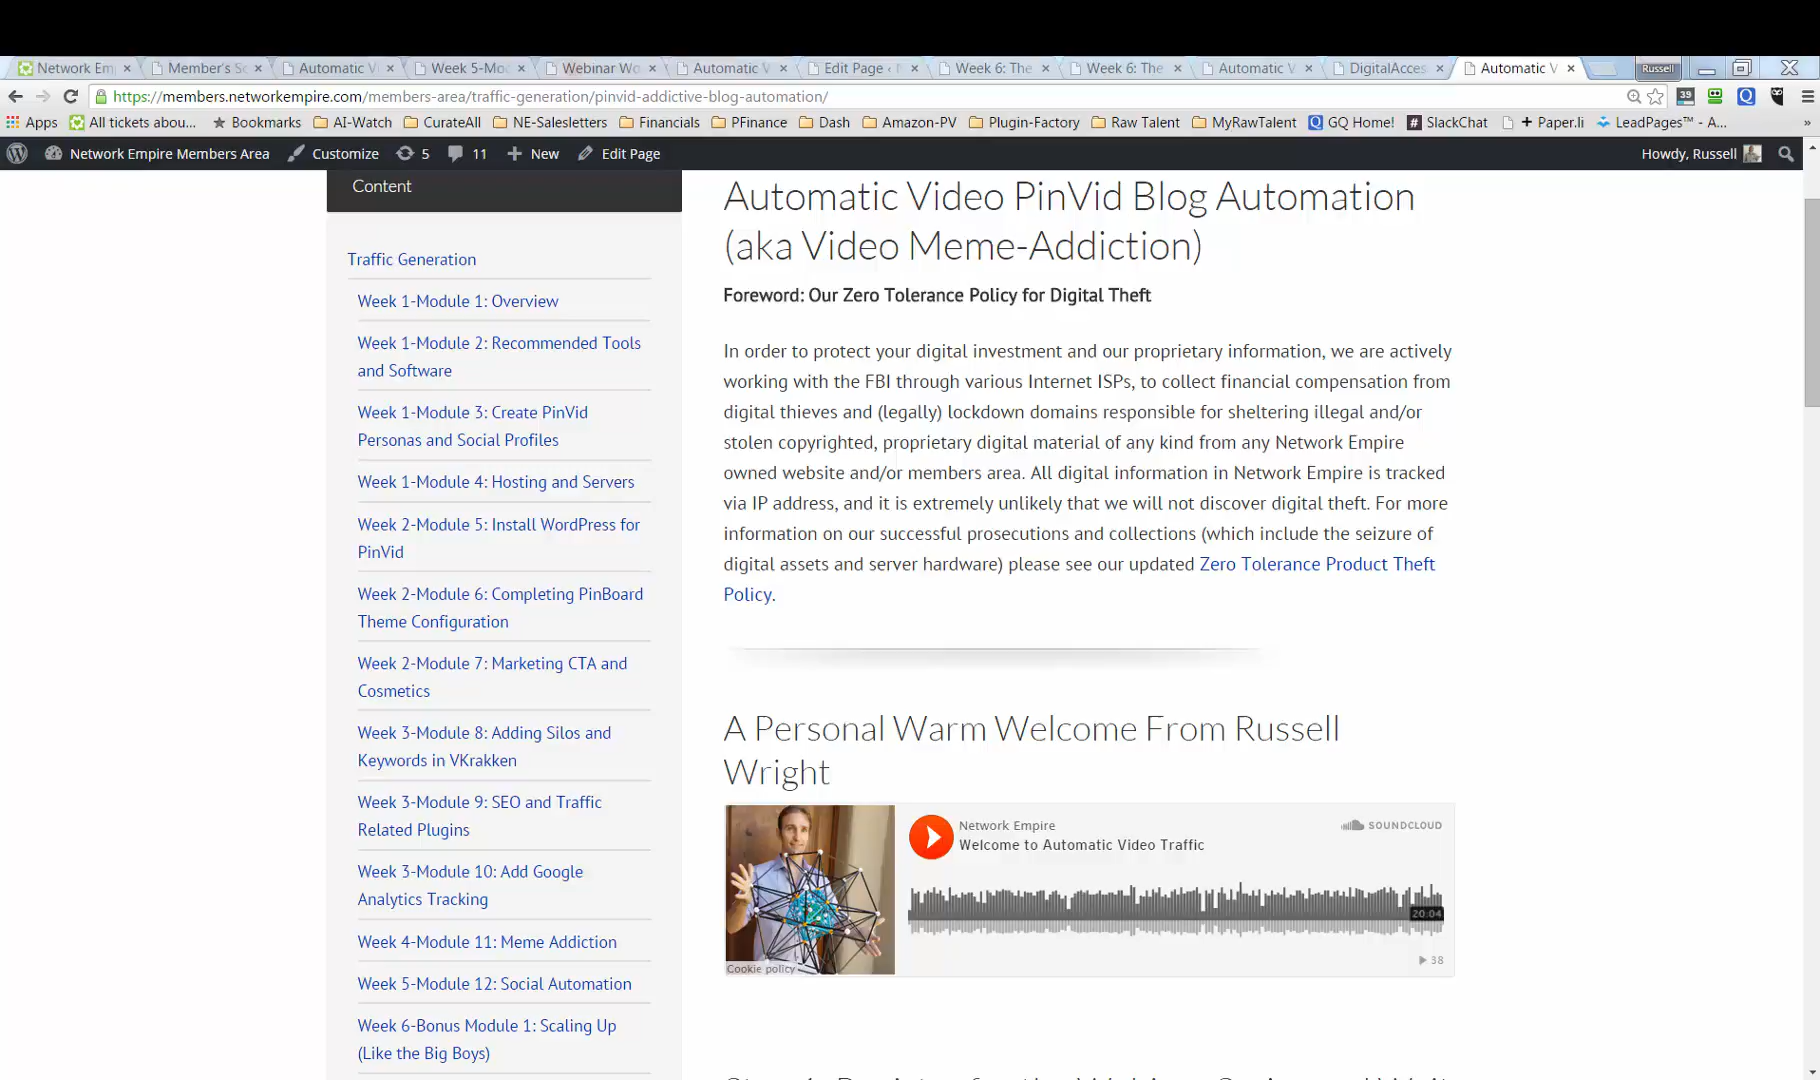 Network Em
Member's Sc
Automatic V
Week 5-Mod
Webinar Wo
Automatic V
Edit Page ‹
Week 6: The
Week 6: The
Automatic V
DigitalAcces
Automatic V
Russell
https://members.networkempire.com/members-area/traffic-generation/pinvid-addictive-blog-automation/
39
Apps
All tickets abou...
Bookmarks
AI-Watch
CurateAll
NE-Salesletters
Financials
PFinance
Dash
Amazon-PV
Plugin-Factory
Raw Talent
MyRawTalent
GQ Home!
SlackChat
+ Paper.li
LeadPages™ - A...
»
Network Empire Members Area
Customize
5
11
New
Edit Page
Howdy, Russell
Content
Traffic Generation
Week 1-Module 1: Overview
Week 1-Module 2: Recommended Tools
and Software
Week 1-Module 3: Create PinVid
Personas and Social Profiles
Week 1-Module 4: Hosting and Servers
Week 2-Module 5: Install WordPress for
PinVid
Week 2-Module 6: Completing PinBoard
Theme Configuration
Week 2-Module 7: Marketing CTA and
Cosmetics
Week 3-Module 8: Adding Silos and
Keywords in VKrakken
Week 3-Module 9: SEO and Traffic
Related Plugins
Week 3-Module 10: Add Google
Analytics Tracking
Week 4-Module 11: Meme Addiction
Week 5-Module 12: Social Automation
Week 6-Bonus Module 1: Scaling Up
(Like the Big Boys)
Automatic Video PinVid Blog Automation
(aka Video Meme-Addiction)
Foreword: Our Zero Tolerance Policy for Digital Theft
In order to protect your digital investment and our proprietary information, we are actively
working with the FBI through various Internet ISPs, to collect financial compensation from
digital thieves and (legally) lockdown domains responsible for sheltering illegal and/or
stolen copyrighted, proprietary digital material of any kind from any Network Empire
owned website and/or members area. All digital information in Network Empire is tracked
via IP address, and it is extremely unlikely that we will not discover digital theft. For more
information on our successful prosecutions and collections (which include the seizure of
digital assets and server hardware) please see our updated Zero Tolerance Product Theft
Policy.
A Personal Warm Welcome From Russell
Wright
Network Empire
Welcome to Automatic Video Traffic
SOUNDCLOUD
20:04
38
Cookie policy